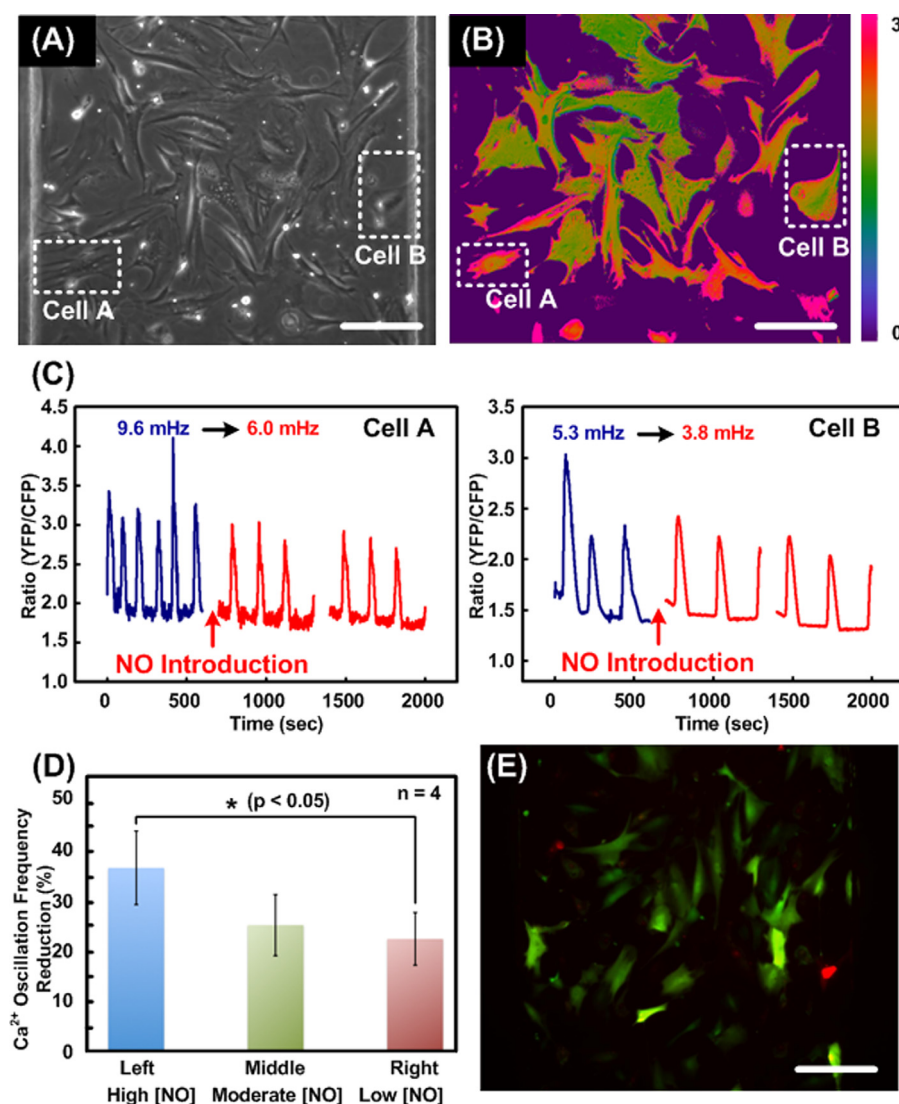 (A)
Cell A
Cell B
(B)
Cell A
Cell B
3
0
(C)
4.5
4.0
3.5
3.0
2.5
2.0
1.5
1.0
Ratio (YFP/CFP)
9.6 mHz
6.0 mHz
Cell A
NO Introduction
0 500 1000 1500 2000
Time (sec)
3.5
3.0
2.5
2.0
1.5
1.0
Ratio (YFP/CFP)
5.3 mHz
3.8 mHz
Cell B
NO Introduction
0 500 1000 1500 2000
Time (sec)
(D)
50
40
30
20
10
0
Ca²⁺ Oscillation Frequency
Reduction (%)
* (p < 0.05)
n = 4
Left Middle Right
High [NO] Moderate [NO] Low [NO]
(E)